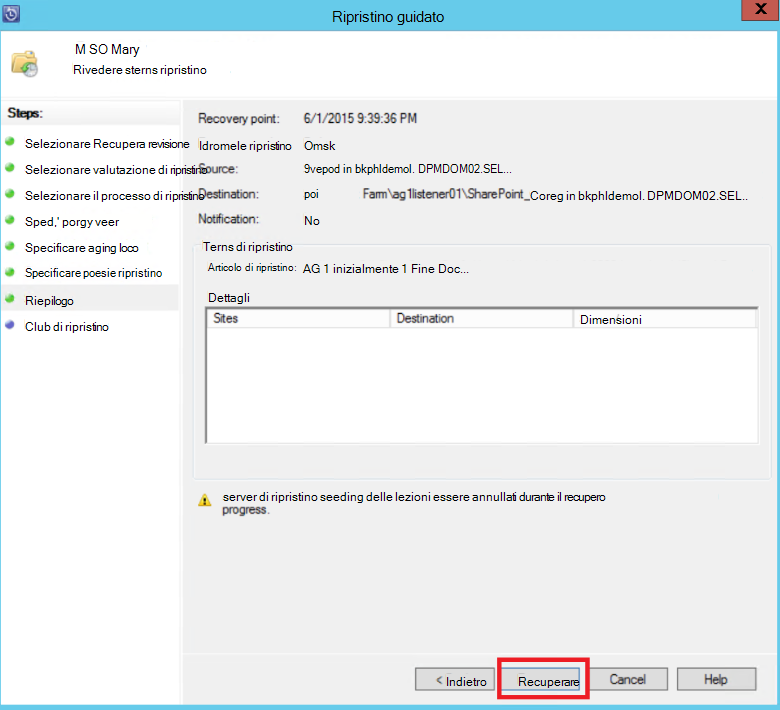 Ripristino guidato
X
M SO Mary
Rivedere sterns ripristino
Steps:
Selezionare Recupera revisione
Selezionare valutazione di ripristino
Selezionare il processo di ripristino
Sped,' porgy veer
Specificare aging loco
Specificare poesie ripristino
Riepilogo
Club di ripristino
Recovery point: 6/1/2015 9:39:36 PM
Idromele ripristino Omsk
Source: 9vepod in bkphldemol. DPMDOM02.SEL...
Destination: poi Farm\ag1listener01\SharePoint_Coreg in bkphldemol. DPMDOM02.SEL..
Notification: No
Terns di ripristino
Articolo di ripristino: AG 1 inizialmente 1 Fine Doc...
Dettagli
Sites Destination Dimensioni
server di ripristino seeding delle lezioni essere annullati durante il recupero
progress.
< Indietro Recuperare Cancel Help